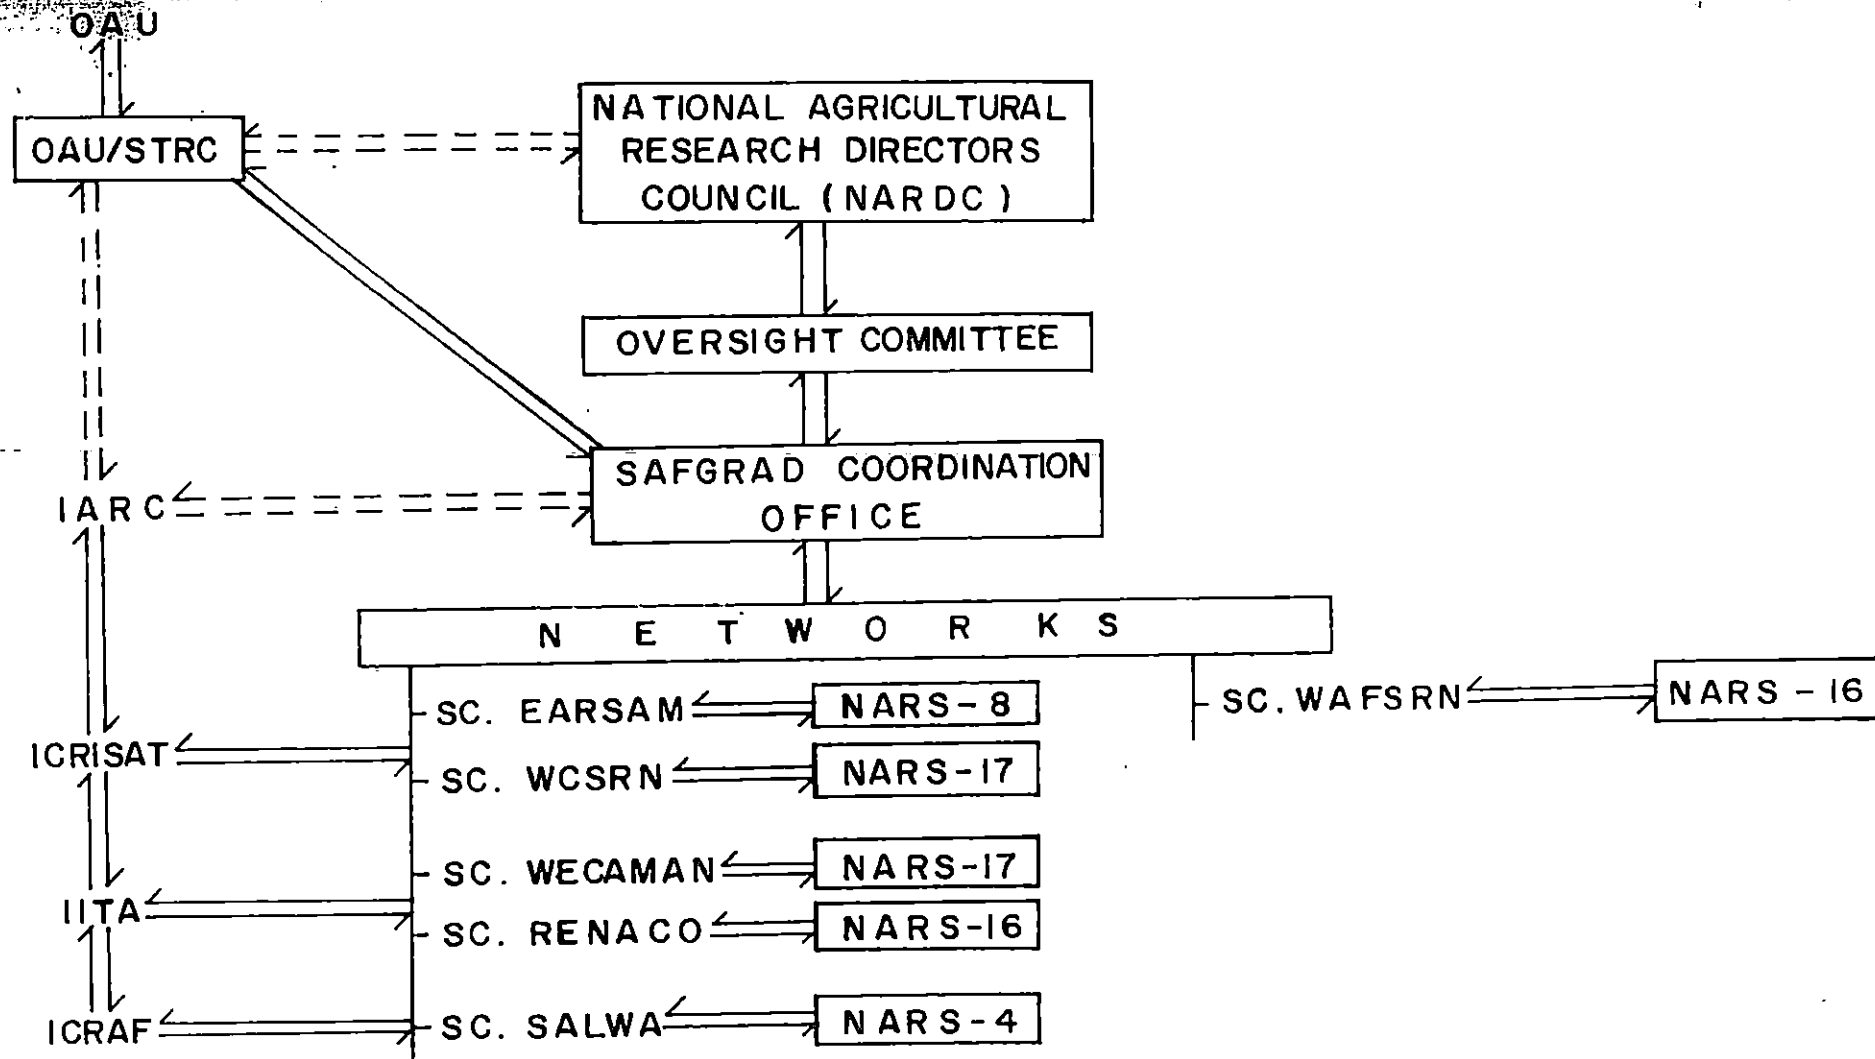 OAU
OAU/STRC
NATIONAL AGRICULTURAL
RESEARCH DIRECTORS
COUNCIL (NARDC)
OVERSIGHT COMMITTEE
SAFGRAD COORDINATION
OFFICE
IARC
NETWORKS
SC. EARSAM
NARS-8
SC. WAFSRN
NARS-16
ICRISAT
SC. WCSRN
NARS-17
SC. WECAMAN
NARS-17
IITA
SC. RENACO
NARS-16
ICRAF
SC. SALWA
NARS-4